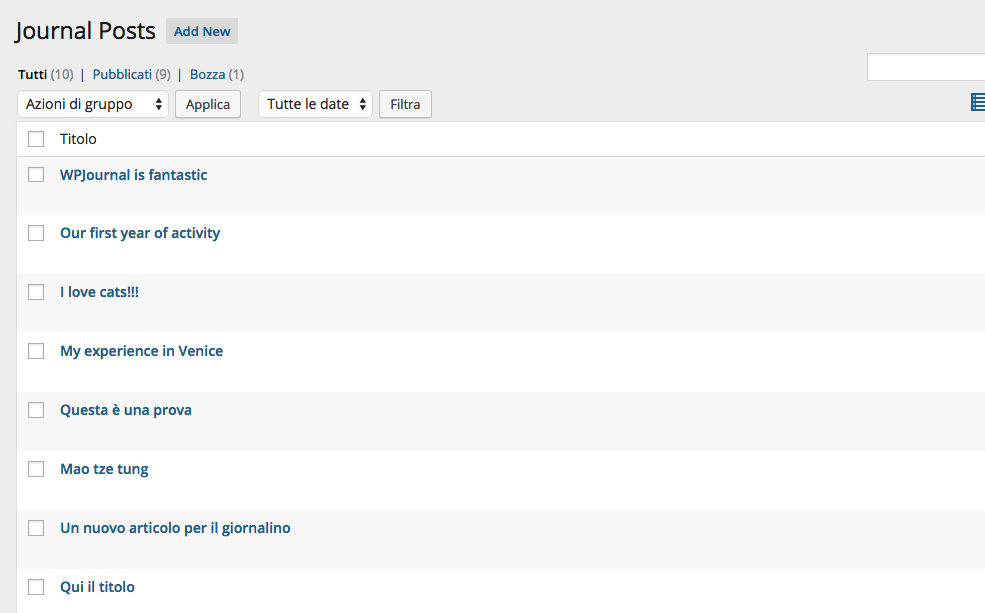 Journal Posts Add New
Tutti (10) | Pubblicati (9) | Bozza (1)
Azioni di gruppo Applica Tutte le date Filtra
Titolo
WPJournal is fantastic
Our first year of activity
I love cats!!!
My experience in Venice
Questa è una prova
Mao tze tung
Un nuovo articolo per il giornalino
Qui il titolo